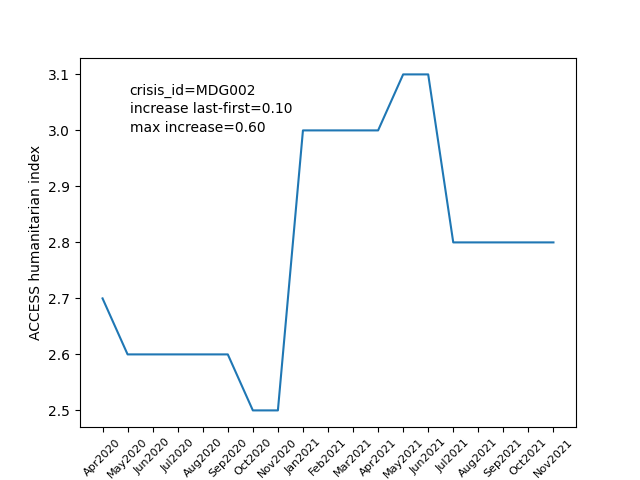 crisis_id=MDG002
increase last-first=0.10
max increase=0.60
ACCESS humanitarian index
3.1
3.0
2.9
2.8
2.7
2.6
2.5
Apr2020
May2020
Jun2020
Jul2020
Aug2020
Sep2020
Oct2020
Nov2020
Jan2021
Feb2021
Mar2021
Apr2021
May2021
Jun2021
Jul2021
Aug2021
Sep2021
Oct2021
Nov2021